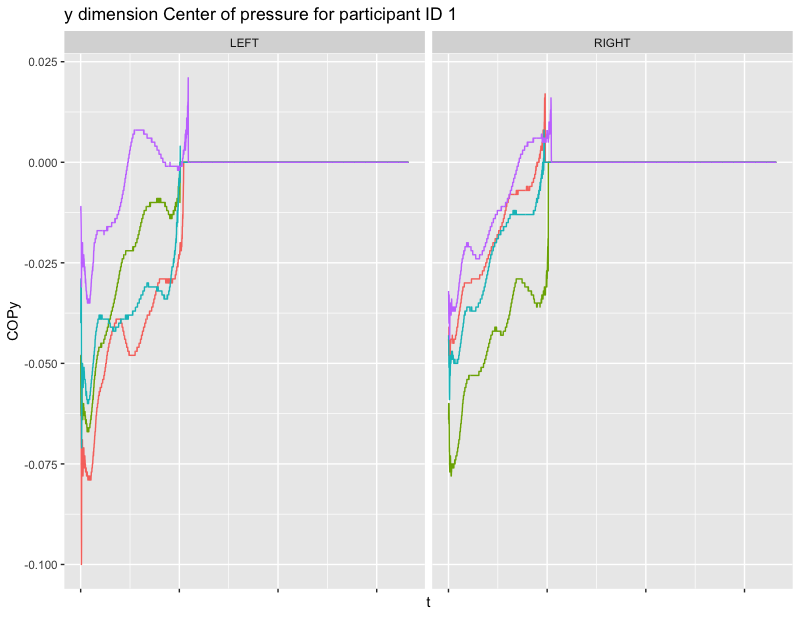 y dimension Center of pressure for participant ID 1
LEFT
RIGHT
0.025
0.000
-0.025
-0.050
-0.075
-0.100
COPy
t